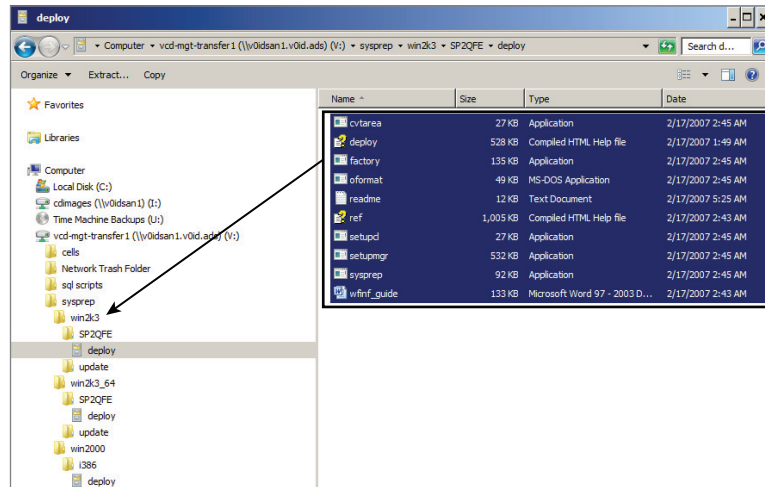 deploy
Computer vcd-mgt-transfer1 (\\v0idsan1.v0id.ads) (V:) sysprep win2k3 SP2QFE deploy Search d...
Organize Extract... Copy
Favorites
Libraries
Computer
Local Disk (C:)
cdimages (\\v0idsan1) (I:)
Time Machine Backups (U:)
vcd-mgt-transfer1 (\\v0idsan1.v0id.ads) (V:)
cells
Network Trash Folder
sql scripts
sysprep
win2k3
SP2QFE
deploy
update
win2k3_64
SP2QFE
deploy
update
win2000
i386
deploy
Name Size Type Date
cvtarea 27 KB Application 2/17/2007 2:45 AM
deploy 528 KB Compiled HTML Help file 2/17/2007 1:49 AM
factory 135 KB Application 2/17/2007 2:45 AM
oformat 49 KB MS-DOS Application 2/17/2007 2:45 AM
readme 12 KB Text Document 2/17/2007 5:25 AM
ref 1,005 KB Compiled HTML Help file 2/17/2007 2:43 AM
setupcl 27 KB Application 2/17/2007 2:45 AM
setupmgr 532 KB Application 2/17/2007 2:45 AM
sysprep 92 KB Application 2/17/2007 2:45 AM
wfinf_guide 133 KB Microsoft Word 97 - 2003 D... 2/17/2007 2:43 AM